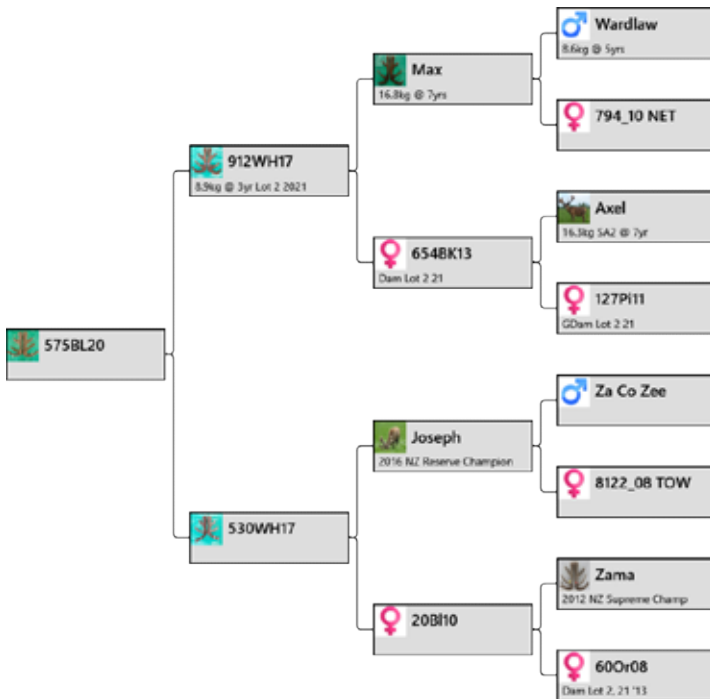 Wardlaw
8.6kg @ 5yrs
Max
16.8kg @ 7yrs
794_10 NET
912WH17
8.9kg @ 3yr Lot 2 2021
Axel
16.3kg SA2 @ 7yr
654BK13
Dam Lot 2 21
127Pi11
GDam Lot 2 21
575BL20
Za Co Zee
Joseph
2016 NZ Reserve Champion
8122_08 TOW
530WH17
Zama
2012 NZ Supreme Champ
20Bl10
60Or08
Dam Lot 2, 21 '13